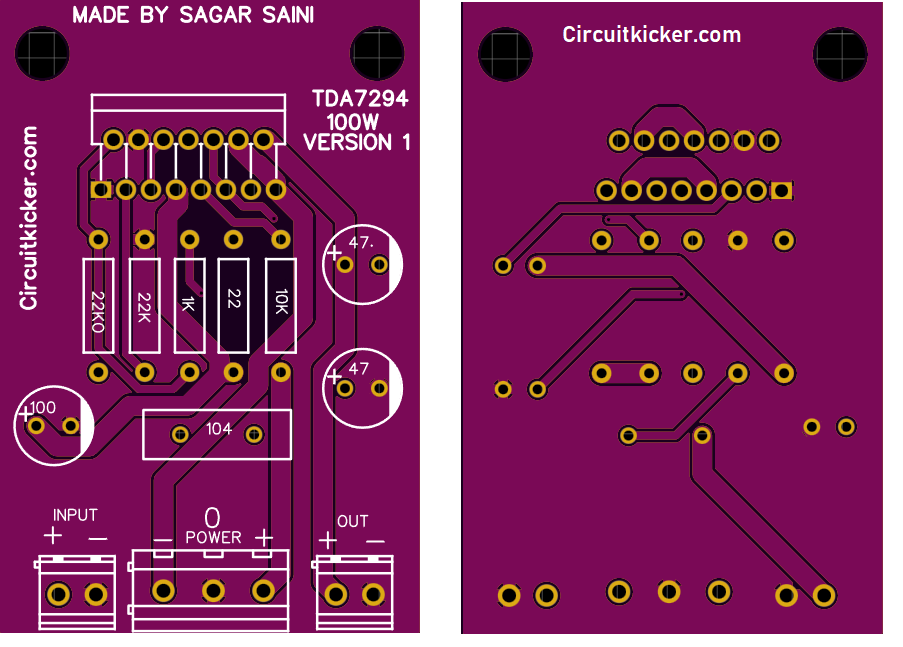 MADE BY SAGAR SAINI
TDA7294
100W
VERSION 1
Circuitkicker.com
47.
22K0
22K
1K
22
10K
47
100
104
INPUT
+ −
0
− POWER +
OUT
+ −
Circuitkicker.com